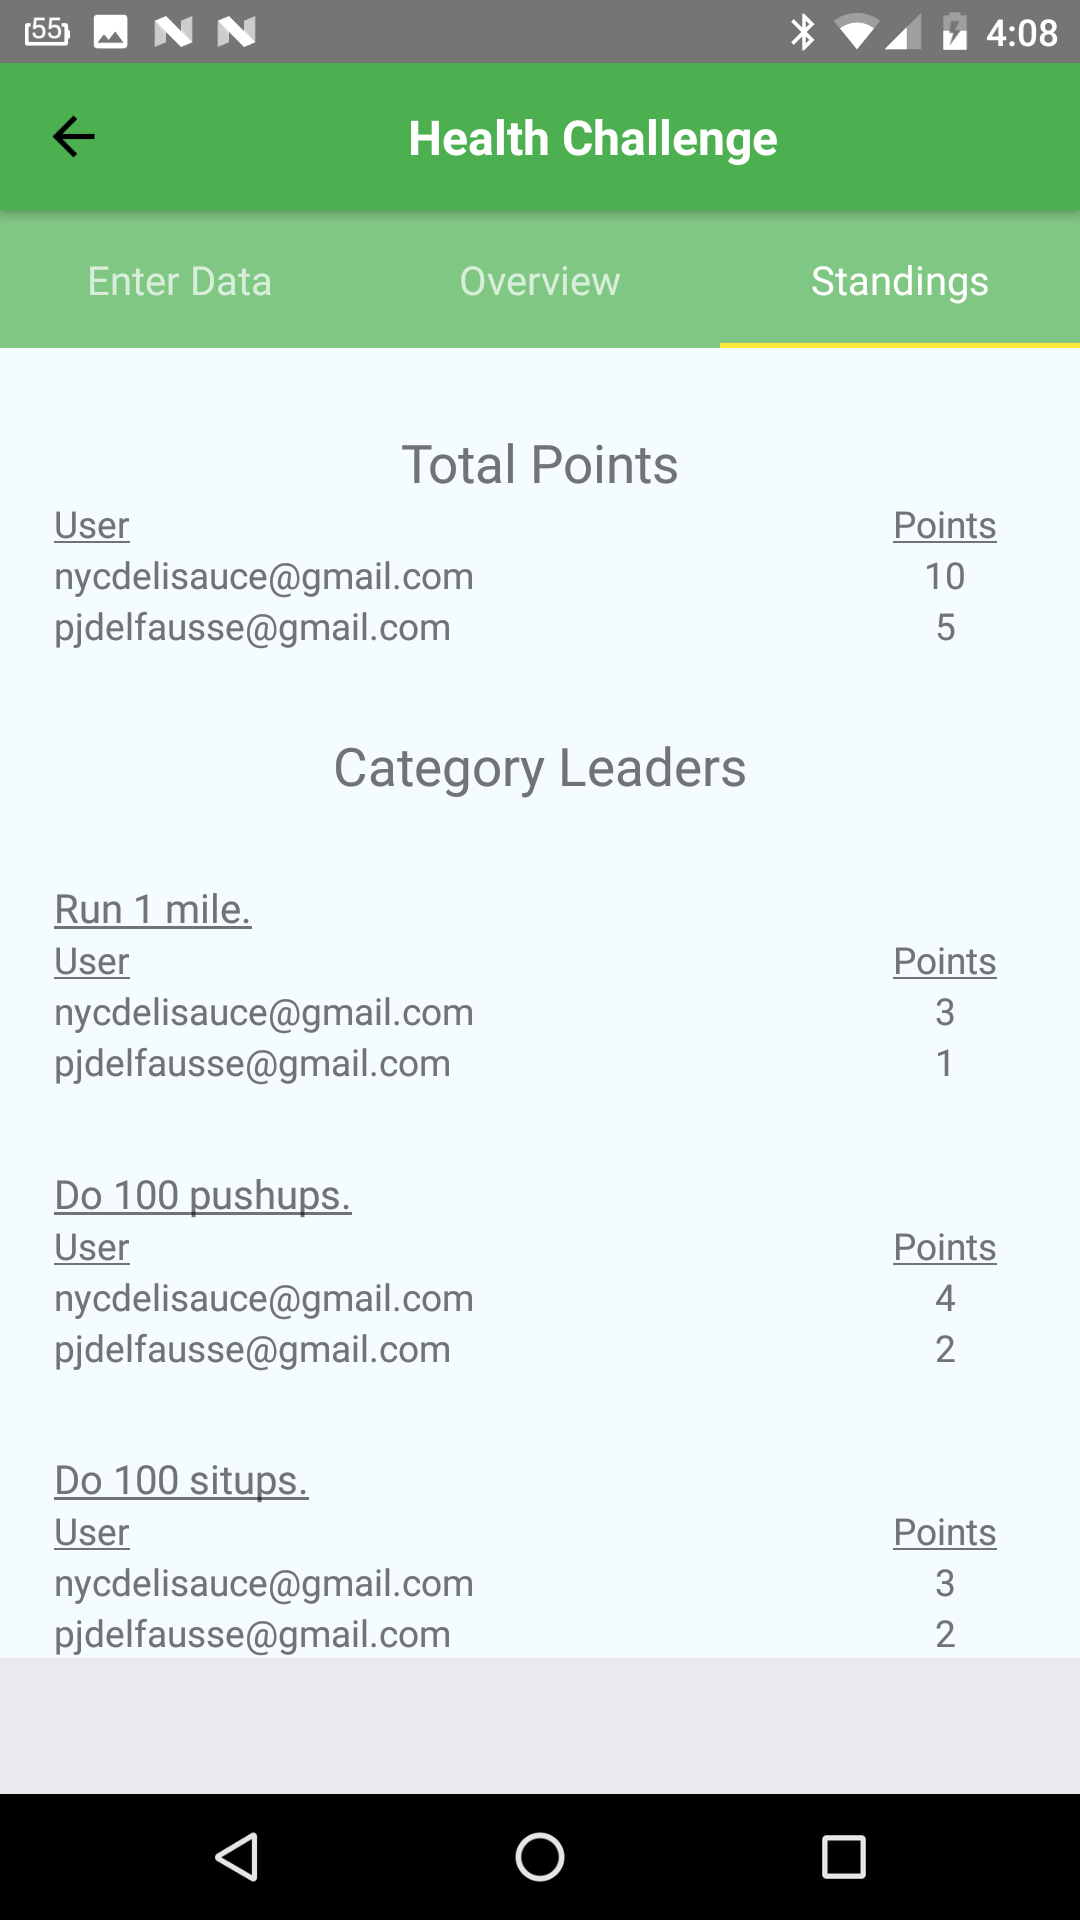 55 4:08
Health Challenge
Enter Data Overview Standings
Total Points
User Points
nycdelisauce@gmail.com 10
pjdelfausse@gmail.com 5
Category Leaders
Run 1 mile.
User Points
nycdelisauce@gmail.com 3
pjdelfausse@gmail.com 1
Do 100 pushups.
User Points
nycdelisauce@gmail.com 4
pjdelfausse@gmail.com 2
Do 100 situps.
User Points
nycdelisauce@gmail.com 3
pjdelfausse@gmail.com 2